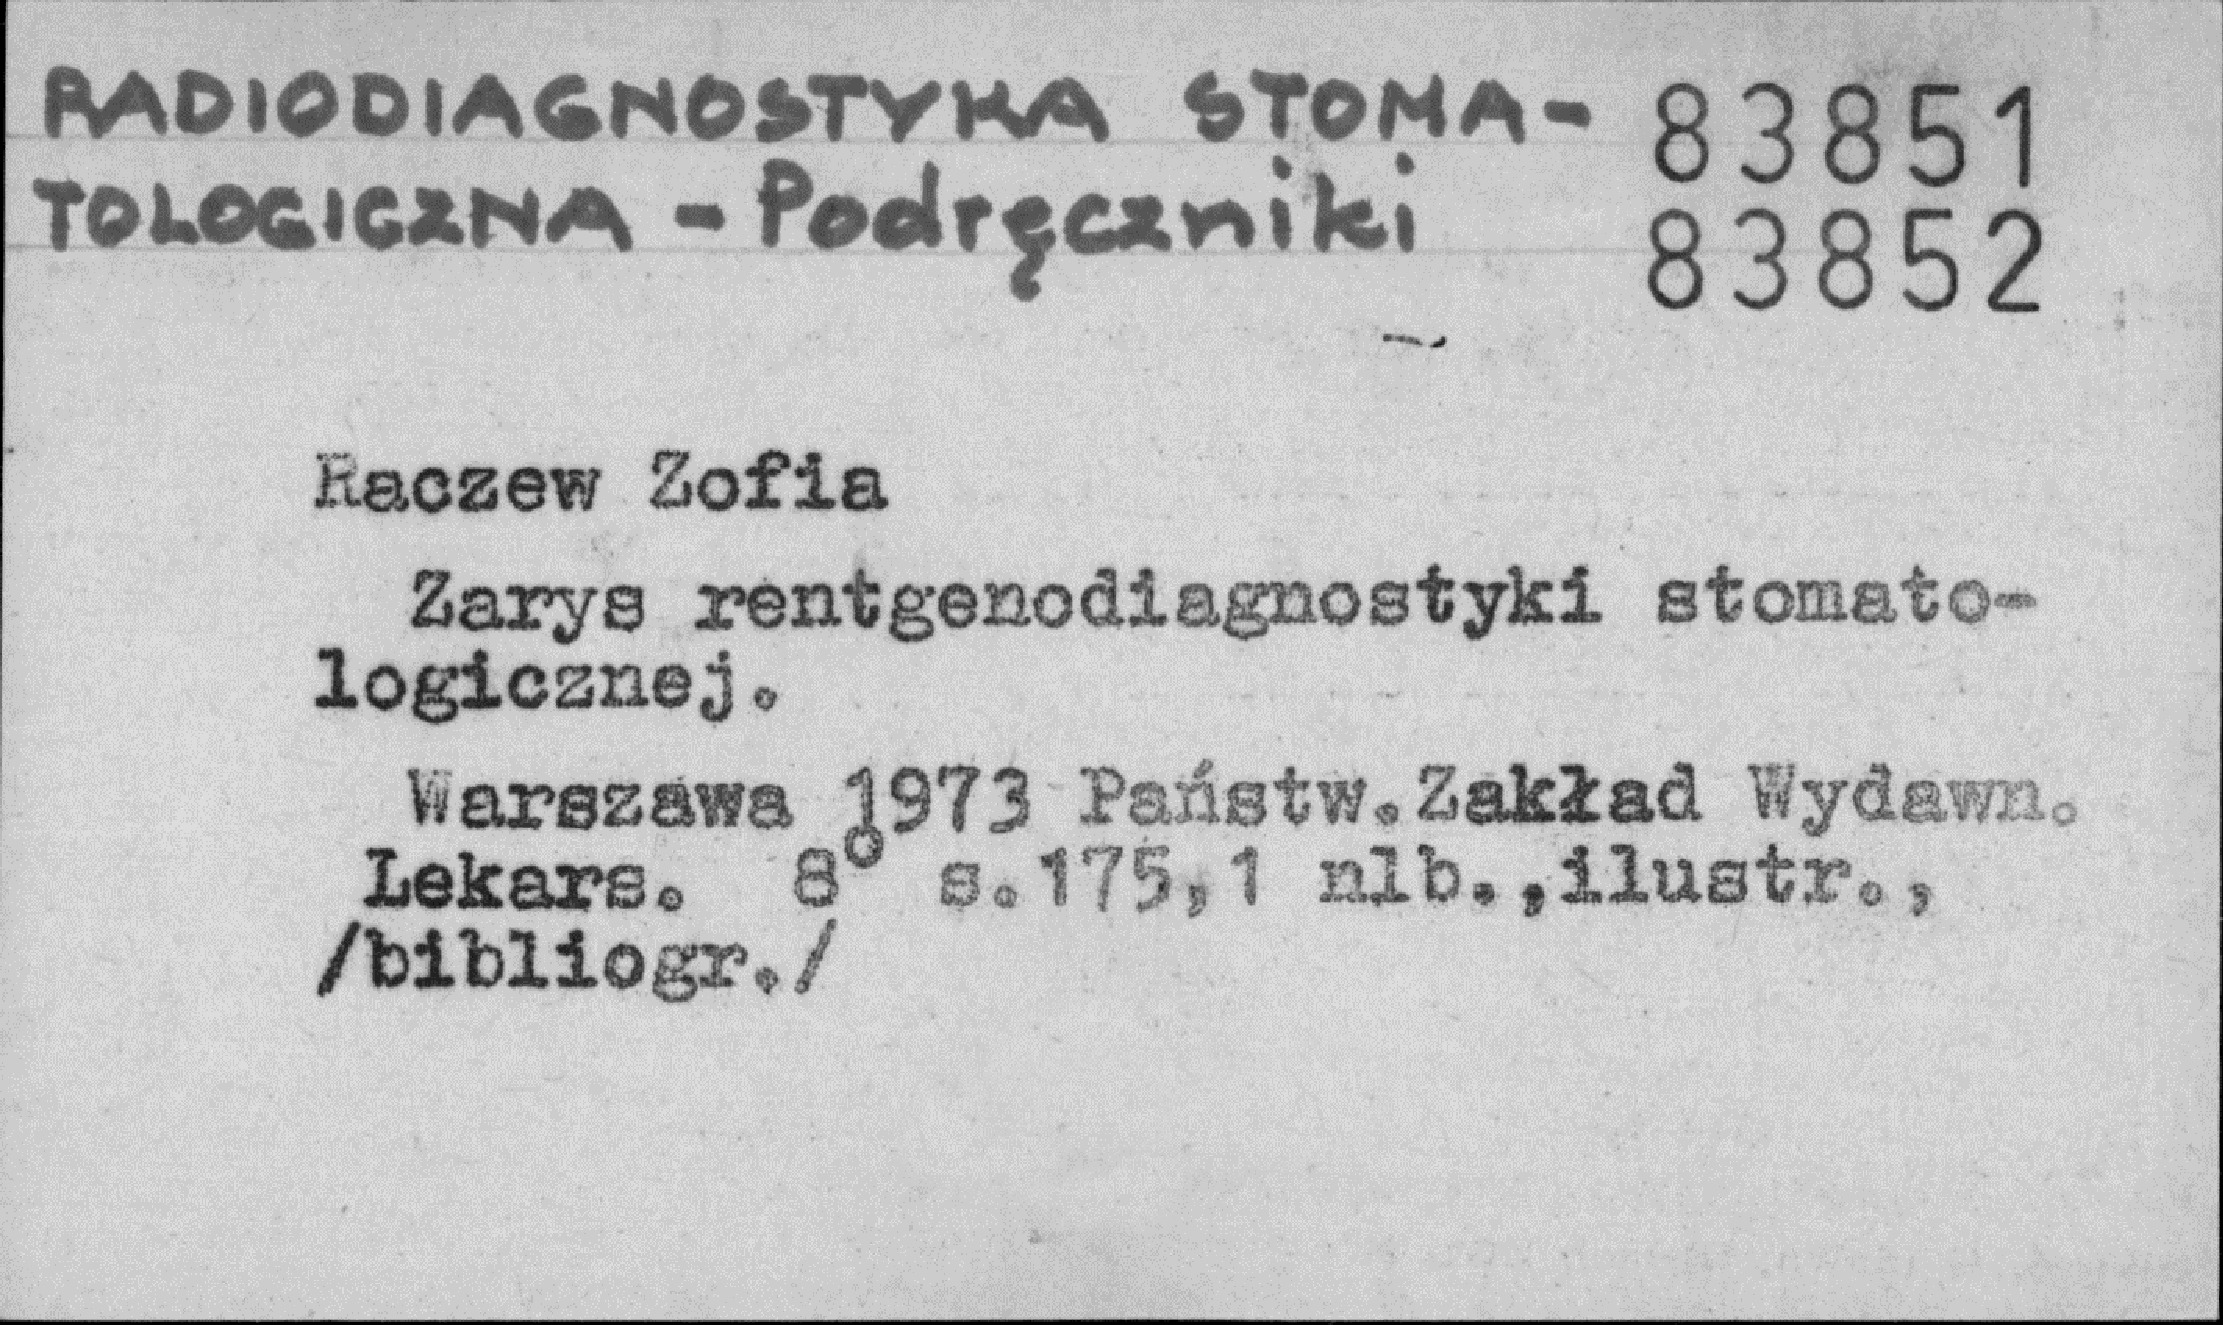 RADIODIAGNOSTYKA STOMA- 83851
TOLOGICZNA - Podręczniki 83852
Raczew Zofia
Zarys rentgenodiagnostyki stomato-
logicznej.
Warszawa 1973 Państw.Zakład Wydawn.
Lekars. 8° s.175,1 nlb.,ilustr.,
/bibliogr./